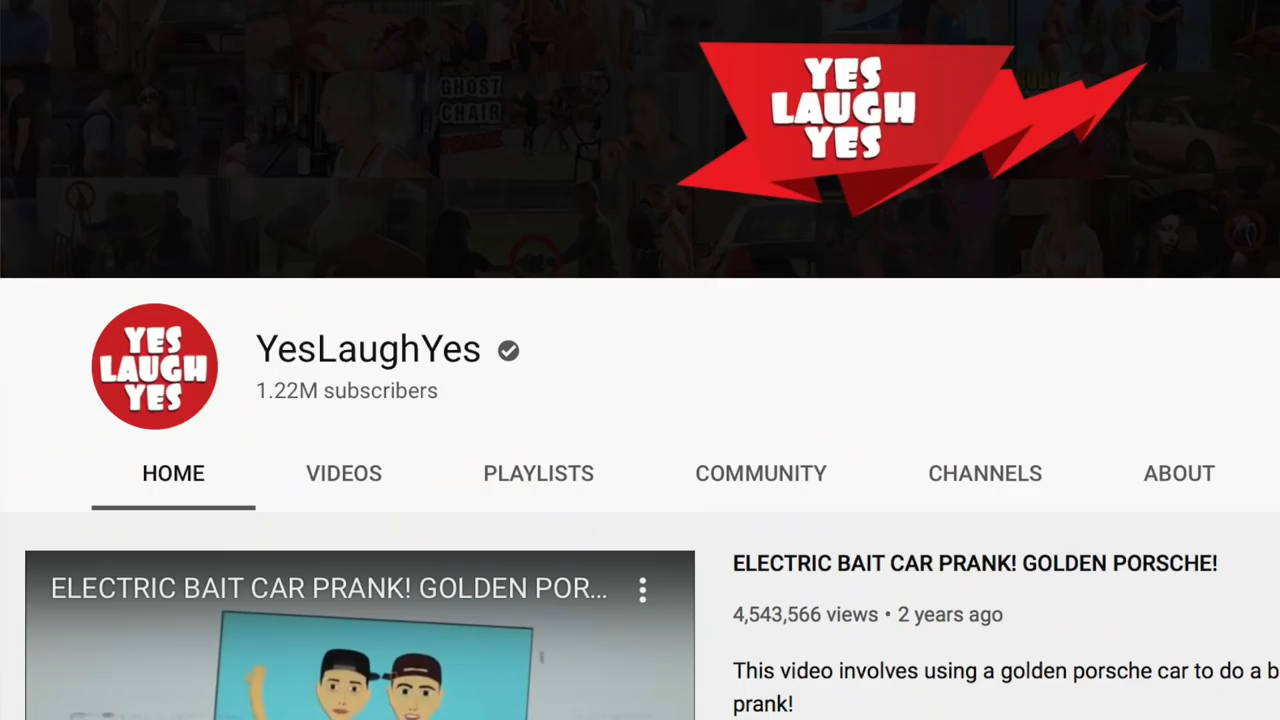 GHOST
CHAIR
YES
LAUGH
YES
YES
LAUGH
YES
YesLaughYes
1.22M subscribers
HOME VIDEOS PLAYLISTS COMMUNITY CHANNELS ABOUT
ELECTRIC BAIT CAR PRANK! GOLDEN POR...
ELECTRIC BAIT CAR PRANK! GOLDEN PORSCHE!
4,543,566 views • 2 years ago
This video involves using a golden porsche car to do a b
prank!